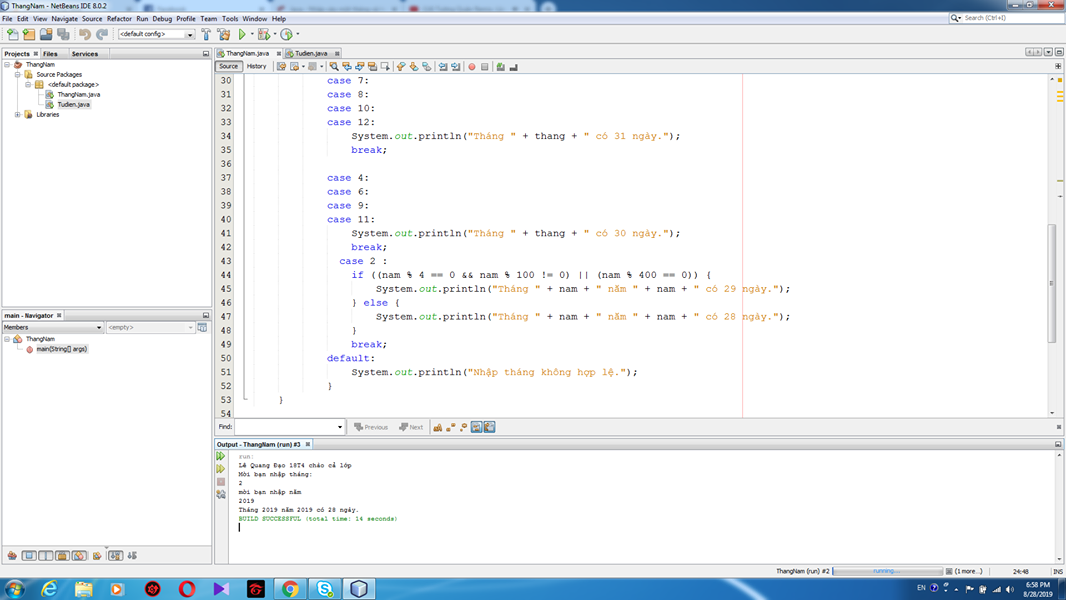 ThangNam - NetBeans IDE 8.0.2
File Edit View Navigate Source Refactor Run Debug Profile Team Tools Window Help
Search (Ctrl+I)
<default config>
Projects Files Services
ThangNam
Source Packages
<default package>
ThangNam.java
Tudien.java
Libraries
ThangNam.java Tudien.java
Source History
30 case 7:
31 case 8:
32 case 10:
33 case 12:
34 System.out.println("Tháng " + thang + " có 31 ngày.");
35 break;
36
37 case 4:
38 case 6:
39 case 9:
40 case 11:
41 System.out.println("Tháng " + thang + " có 30 ngày.");
42 break;
43 case 2 :
44 if ((nam % 4 == 0 && nam % 100 != 0) || (nam % 400 == 0)) {
45 System.out.println("Tháng " + nam + " năm " + nam + " có 29 ngày.");
46 } else {
47 System.out.println("Tháng " + nam + " năm " + nam + " có 28 ngày.");
48 }
49 break;
50 default:
51 System.out.println("Nhập tháng không hợp lệ.");
52 }
53 }
54
main - Navigator
Members <empty>
ThangNam
main(String[] args)
Find: Previous Next
Output - ThangNam (run) #3
run:
Lê Quang Đạo 18T4 chào cả lớp
Mời bạn nhập tháng:
2
mời bạn nhập năm
2019
Tháng 2019 năm 2019 có 28 ngày.
BUILD SUCCESSFUL (total time: 14 seconds)
ThangNam (run) #2 running... (1 more...) 24:48 INS
EN
6:58 PM
8/28/2019